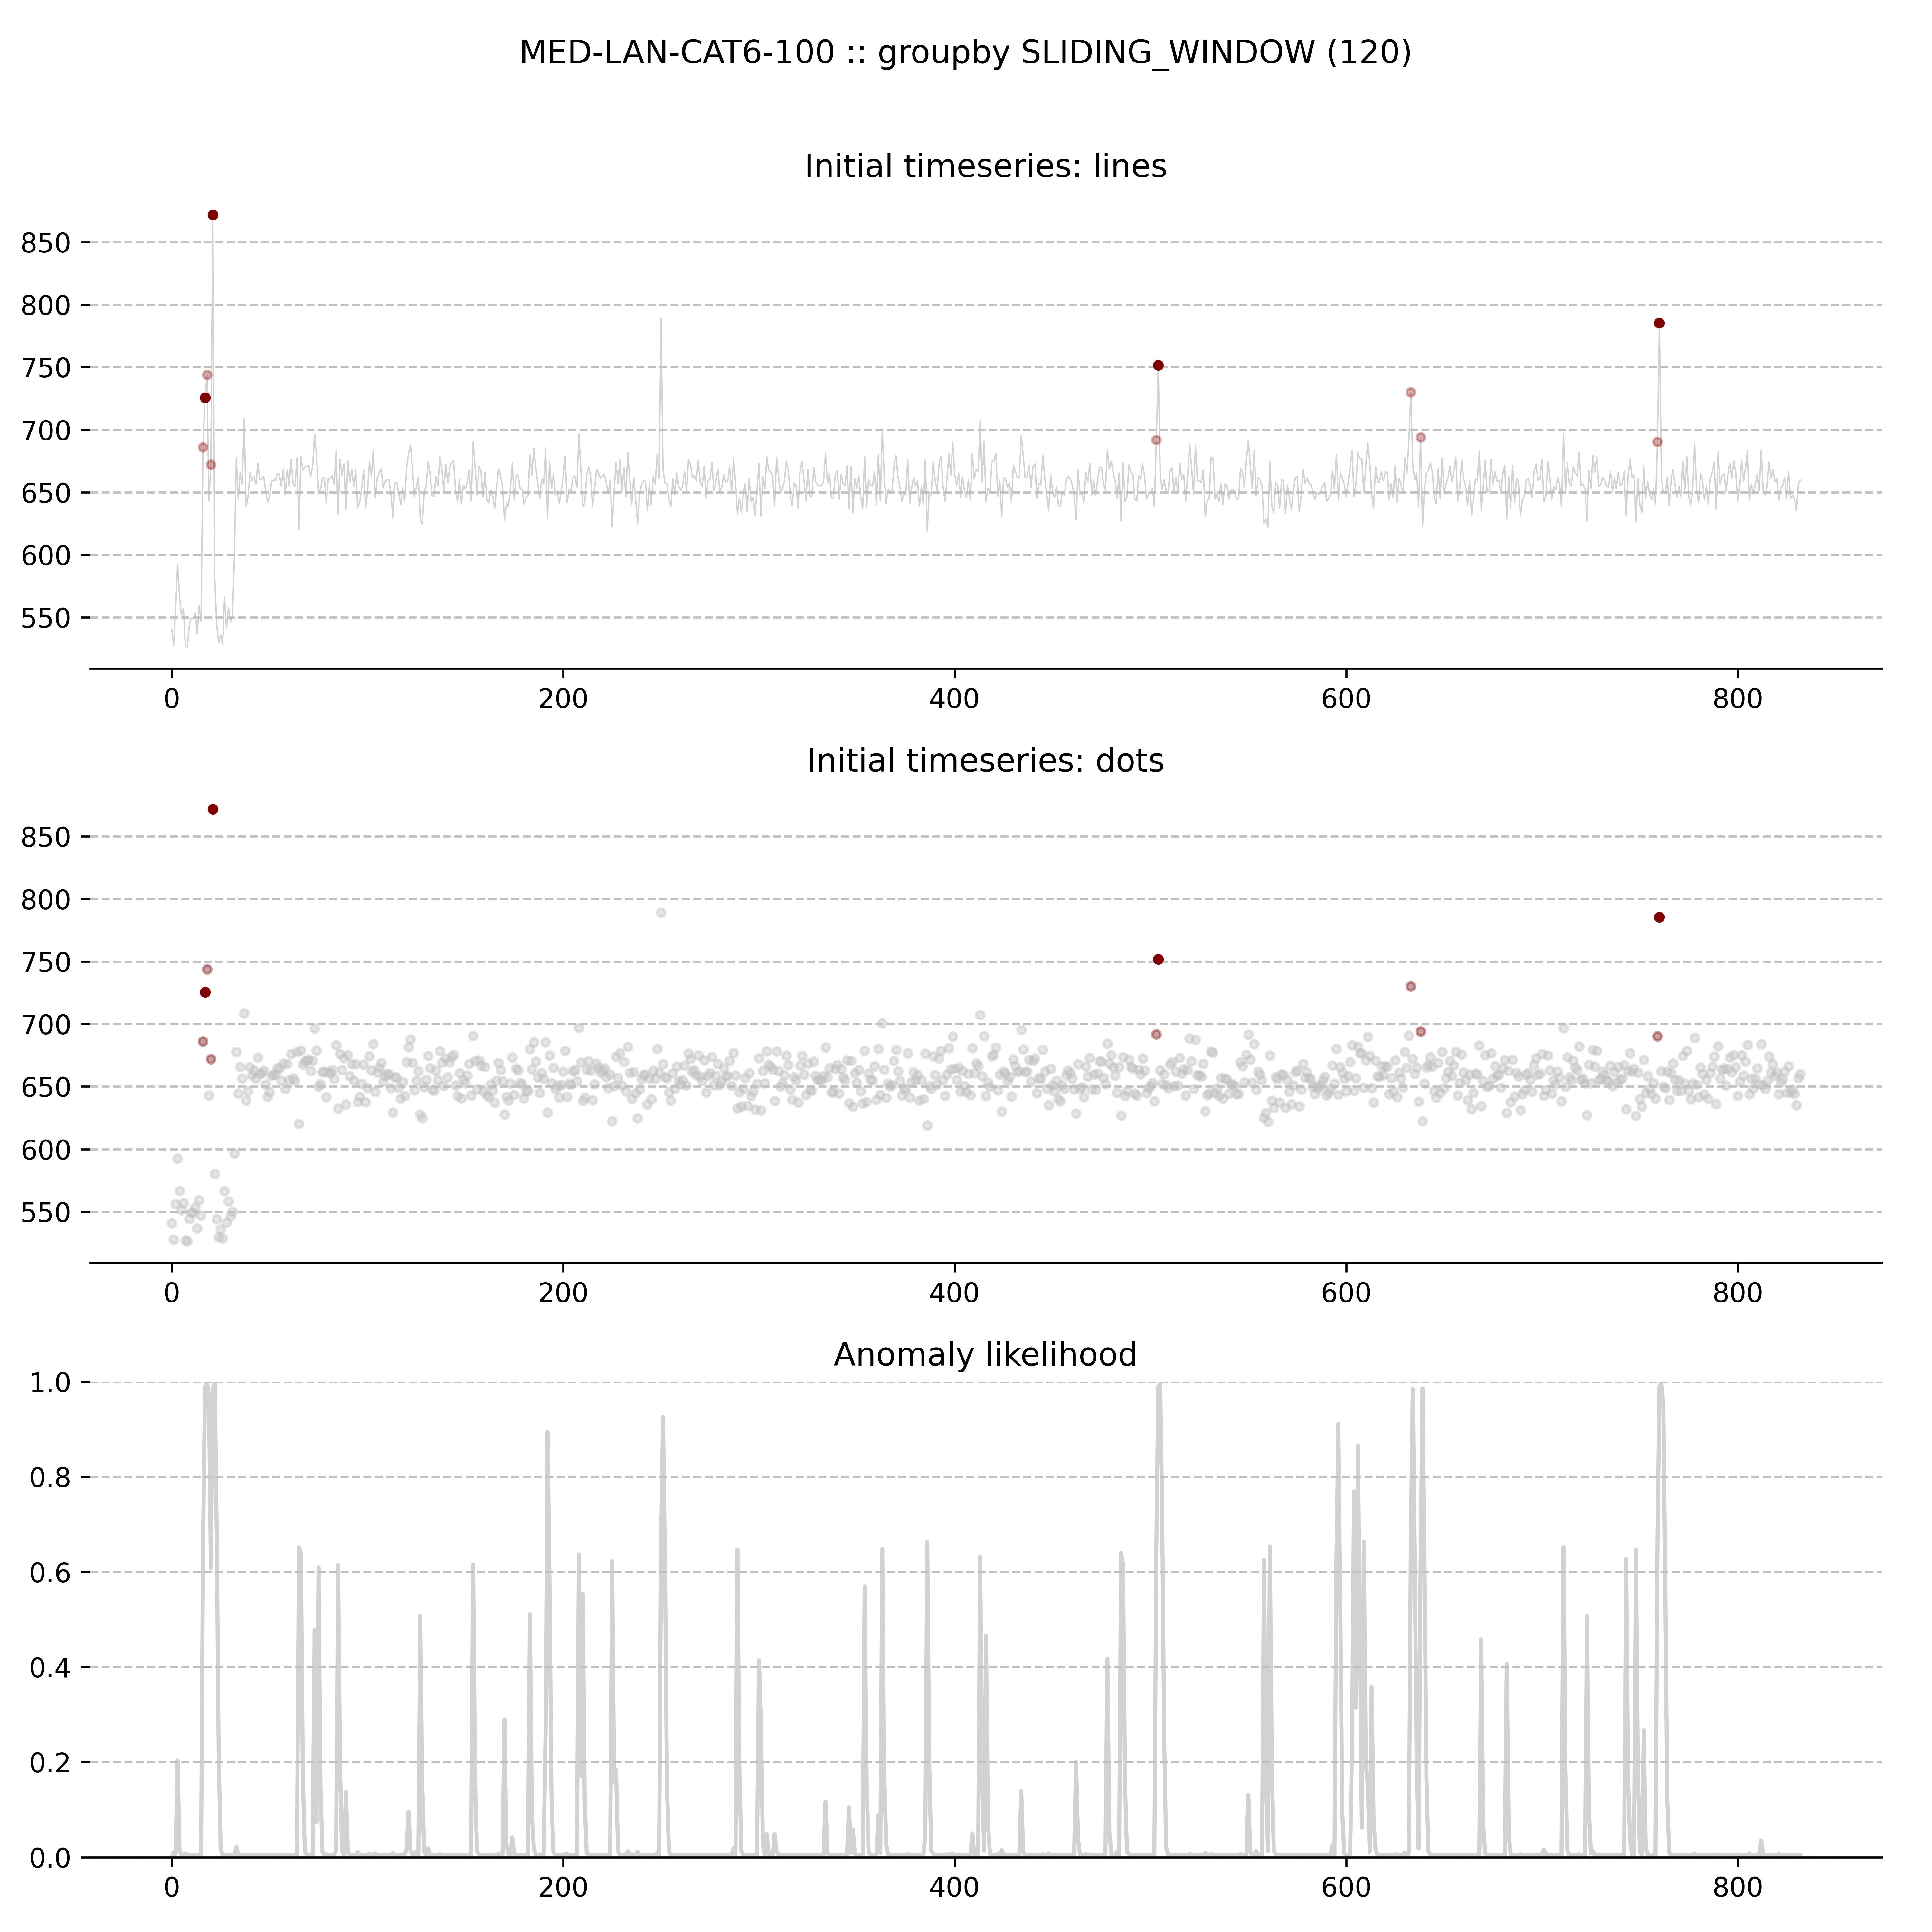 MED-LAN-CAT6-100 :: groupby SLIDING_WINDOW (120)
Initial timeseries: lines
850
800
750
700
650
600
550
0 200 400 600 800
Initial timeseries: dots
850
800
750
700
650
600
550
0 200 400 600 800
Anomaly likelihood
1.0
0.8
0.6
0.4
0.2
0.0
0 200 400 600 800